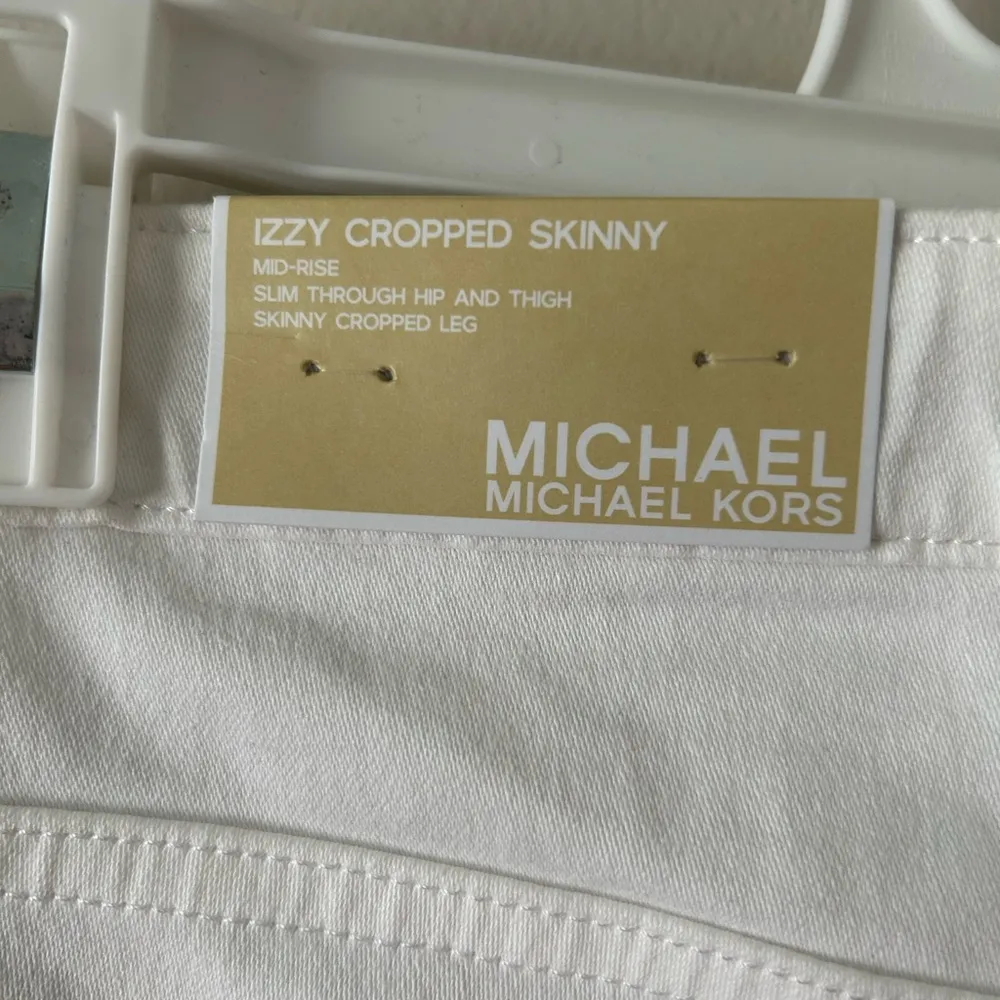 IZZY CROPPED SKINNY
MID-RISE
SLIM THROUGH HIP AND THIGH
SKINNY CROPPED LEG
MICHAEL
MICHAEL KORS